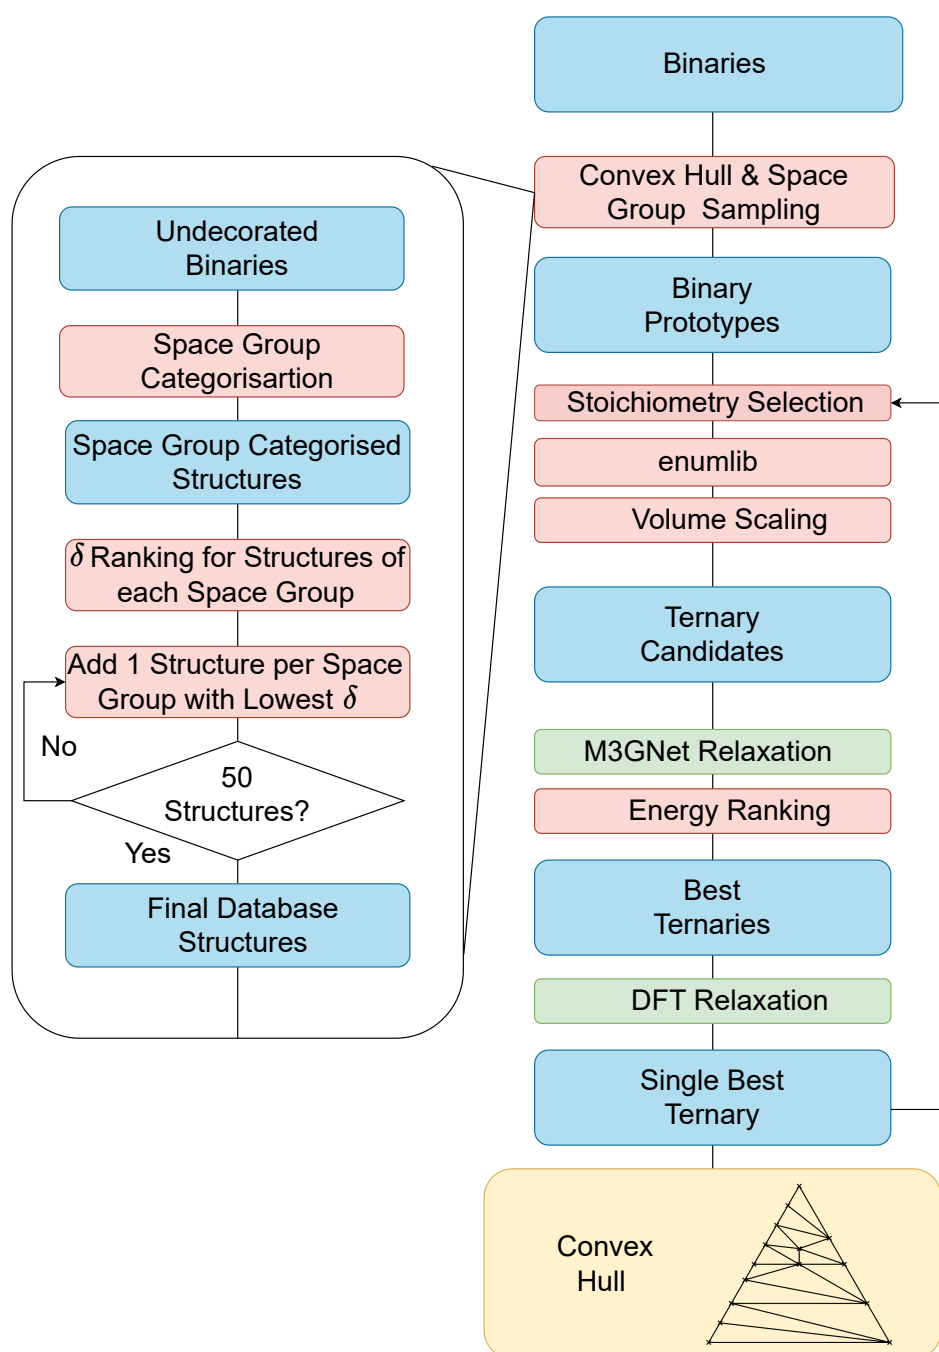 Binaries
Convex Hull & Space
Group Sampling
Binary
Prototypes
Stoichiometry Selection
enumlib
Volume Scaling
Ternary
Candidates
M3GNet Relaxation
Energy Ranking
Best
Ternaries
DFT Relaxation
Single Best
Ternary
Convex
Hull
Undecorated
Binaries
Space Group
Categorisartion
Space Group Categorised
Structures
δ Ranking for Structures of
each Space Group
Add 1 Structure per Space
Group with Lowest δ
No
50
Structures?
Yes
Final Database
Structures